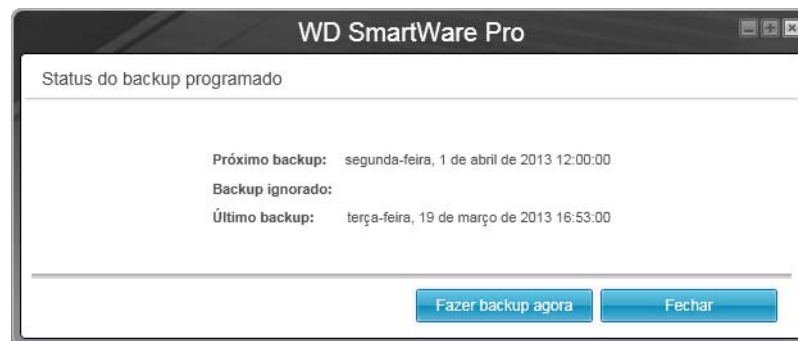 WD SmartWare Pro
Status do backup programado
Próximo backup: segunda-feira, 1 de abril de 2013 12:00:00
Backup ignorado:
Último backup: terça-feira, 19 de março de 2013 16:53:00
Fazer backup agora Fechar